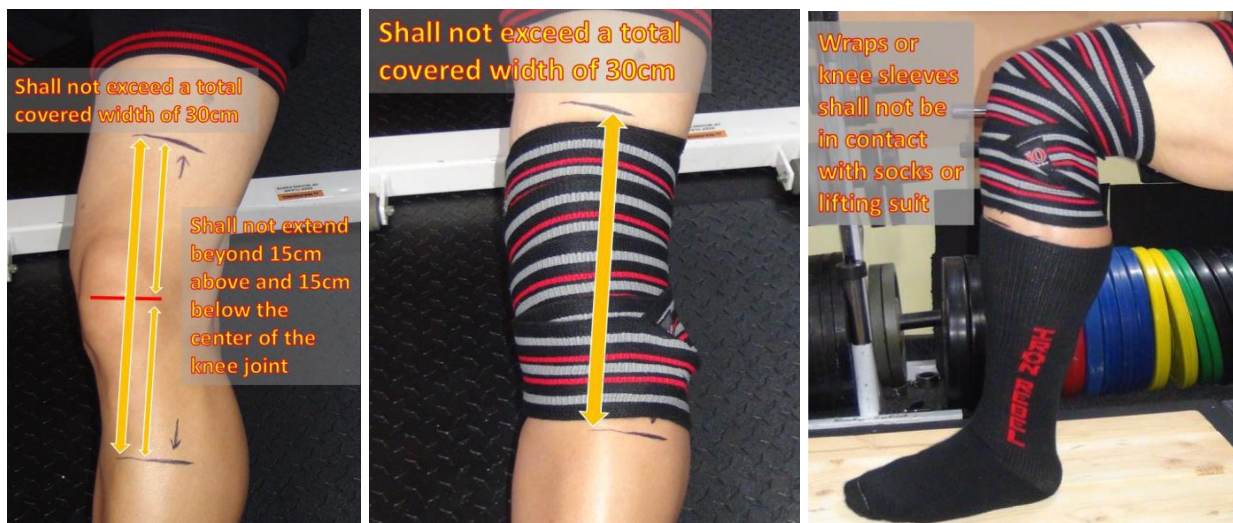 Shall not exceed a total
covered width of 30cm
Shall not extend
beyond 15cm
above and 15cm
below the
center of the
knee joint
Shall not exceed a total
covered width of 30cm
Wraps or
knee sleeves
shall not be
in contact
with socks or
lifting suit
IRON REBEL